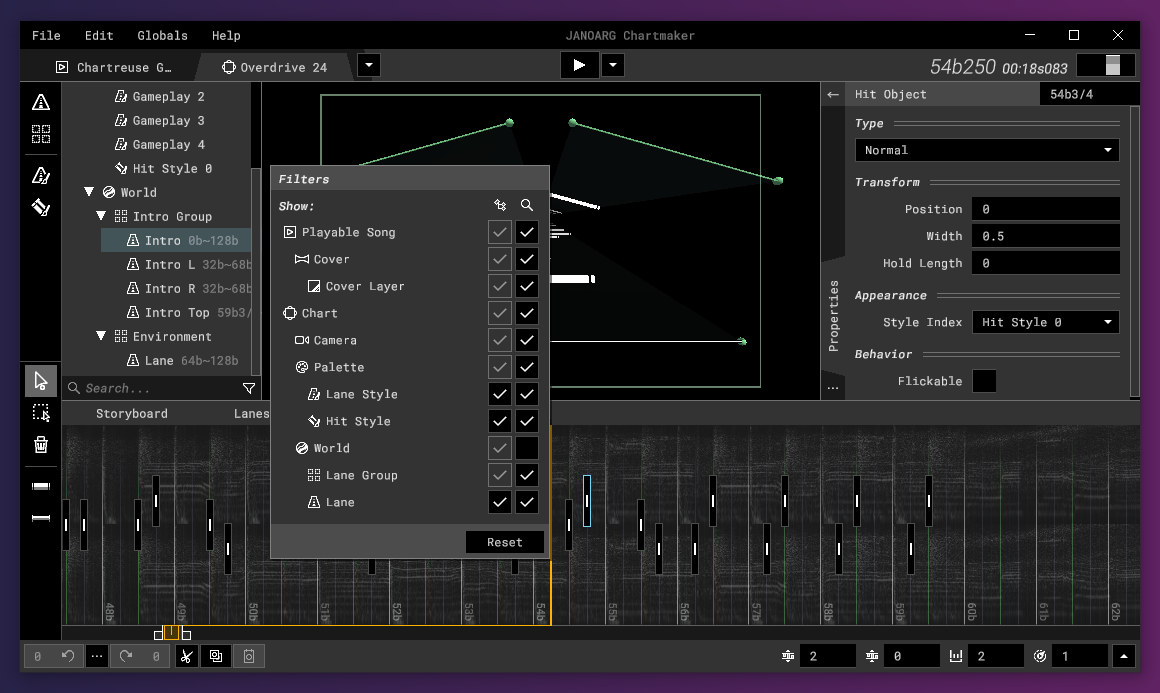 File Edit Globals Help JANOARG Chartmaker
Chartreuse G… Overdrive 24 54b250 00:18s083
Gameplay 2
Gameplay 3
Gameplay 4
Hit Style 0
World
Intro Group
Intro 0b~128b
Intro L 32b~68b
Intro R 32b~68b
Intro Top 59b3/
Environment
Lane 64b~128b
Search...
Filters
Show:
Playable Song
Cover
Cover Layer
Chart
Camera
Palette
Lane Style
Hit Style
World
Lane Group
Lane
Reset
Hit Object 54b3/4
Properties
Type
Normal
Transform
Position 0
Width 0.5
Hold Length 0
Appearance
Style Index Hit Style 0
Behavior
Flickable
Storyboard Lanes
48b 49b 50b 51b 52b 53b 54b 55b 56b 57b 58b 59b 60b 61b 62b
0 0 2 0 2 1